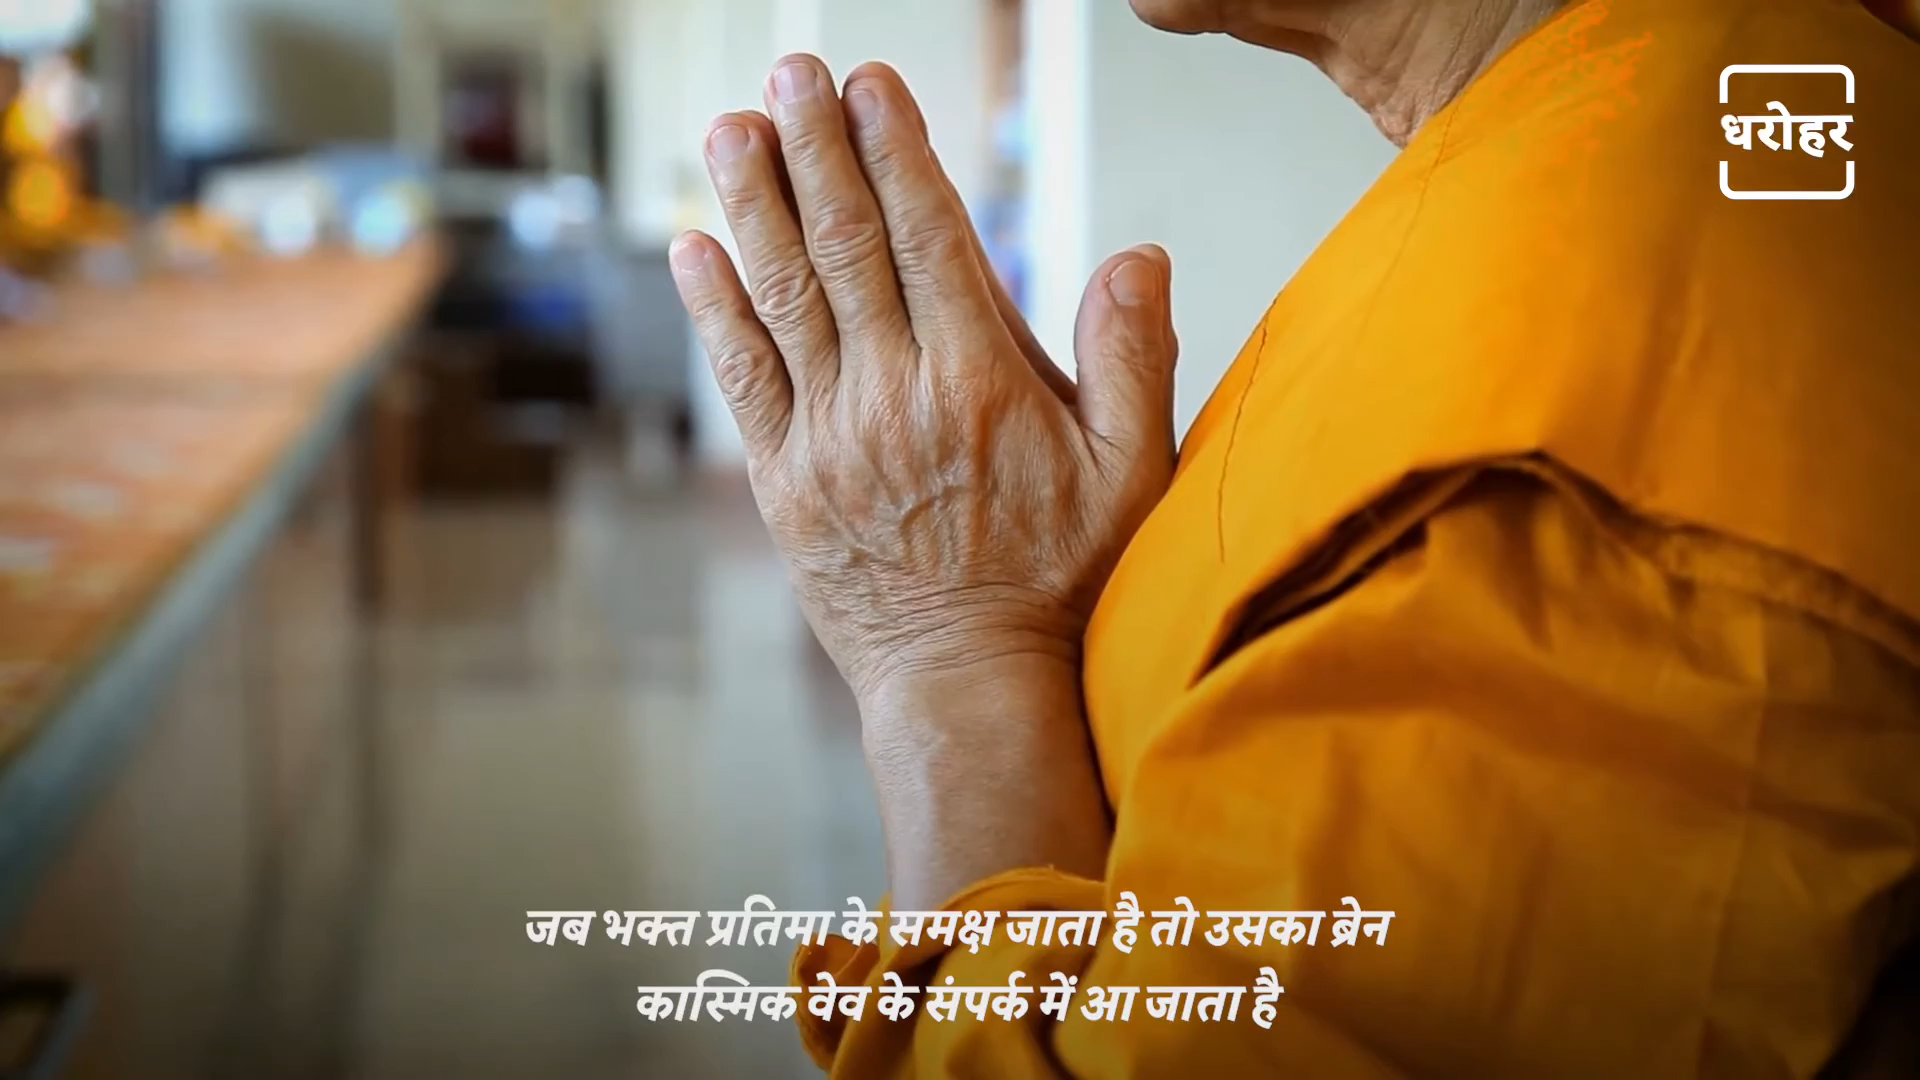 धरोहर
जब भक्त प्रतिमा के समक्ष जाता है तो उसका ब्रेन
कास्मिक वेव के संपर्क में आ जाता है